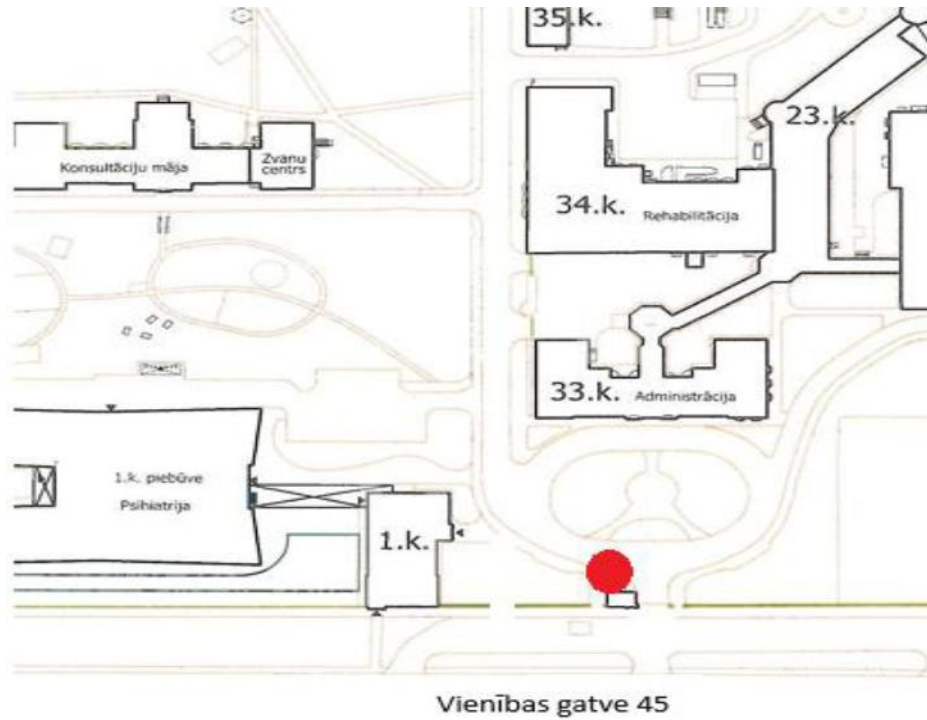 35.k.
23.k.
Konsultāciju māja
Zvanu
centrs
34.k. Rehabilitācija
33.k. Administrācija
1.k. piebūve
Psihiatrija
1.k.
Vienības gatve 45